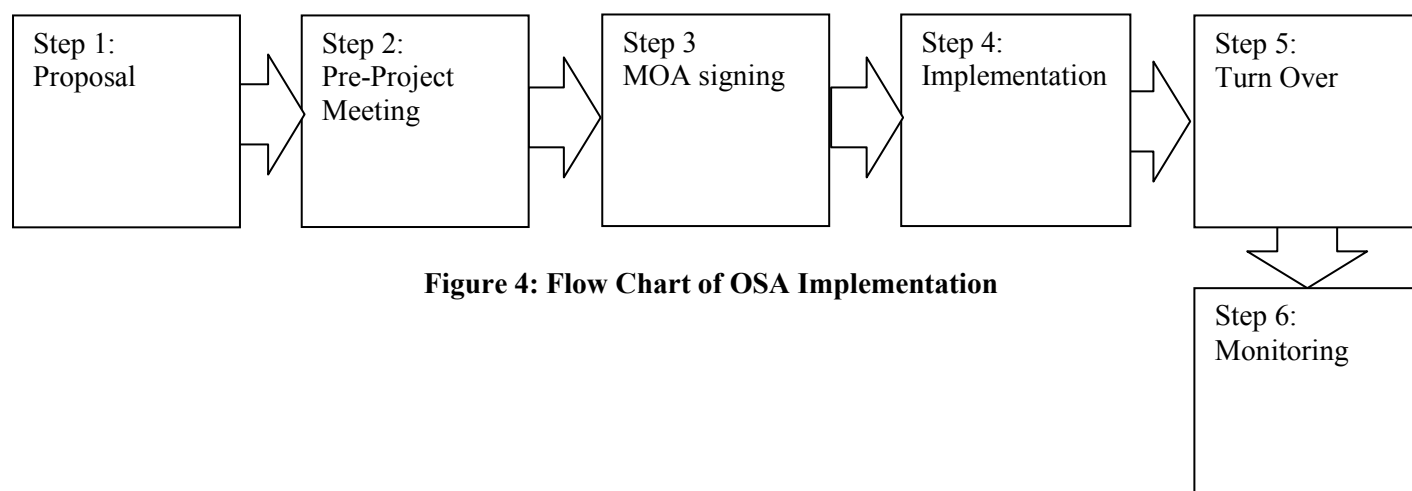 Step 1:
Proposal
Step 2:
Pre-Project
Meeting
Step 3
MOA signing
Step 4:
Implementation
Step 5:
Turn Over
Figure 4: Flow Chart of OSA Implementation
Step 6:
Monitoring